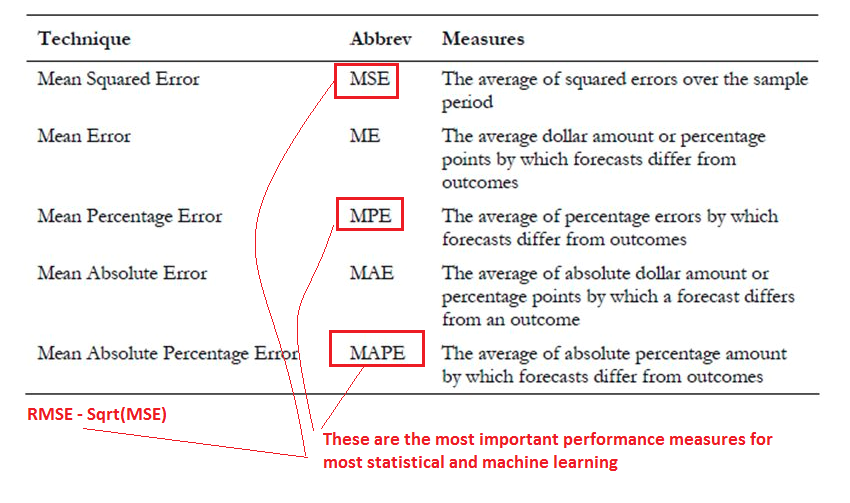 Technique Abbrev Measures
Mean Squared Error MSE The average of squared errors over the sample
period
Mean Error ME The average dollar amount or percentage
points by which forecasts differ from
outcomes
Mean Percentage Error MPE The average of percentage errors by which
forecasts differ from outcomes
Mean Absolute Error MAE The average of absolute dollar amount or
percentage points by which a forecast differs
from an outcome
Mean Absolute Percentage Error MAPE The average of absolute percentage amount
by which forecasts differ from outcomes
RMSE - Sqrt(MSE)
These are the most important performance measures for
most statistical and machine learning